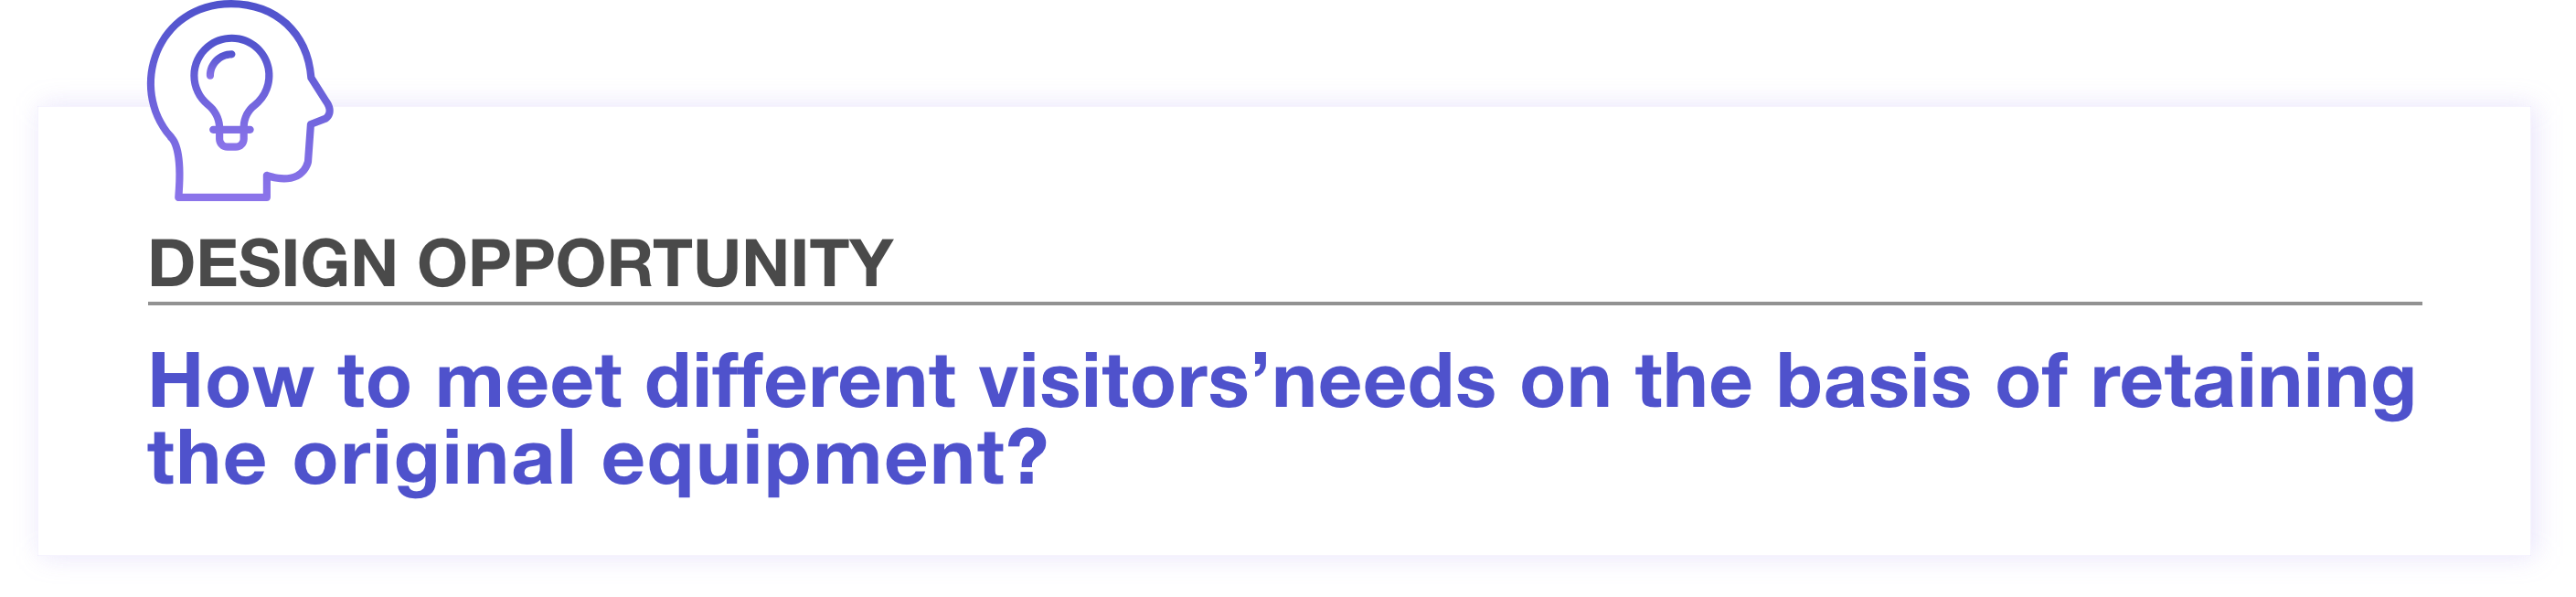 DESIGN OPPORTUNITY
How to meet different visitors’needs on the basis of retaining
the original equipment?